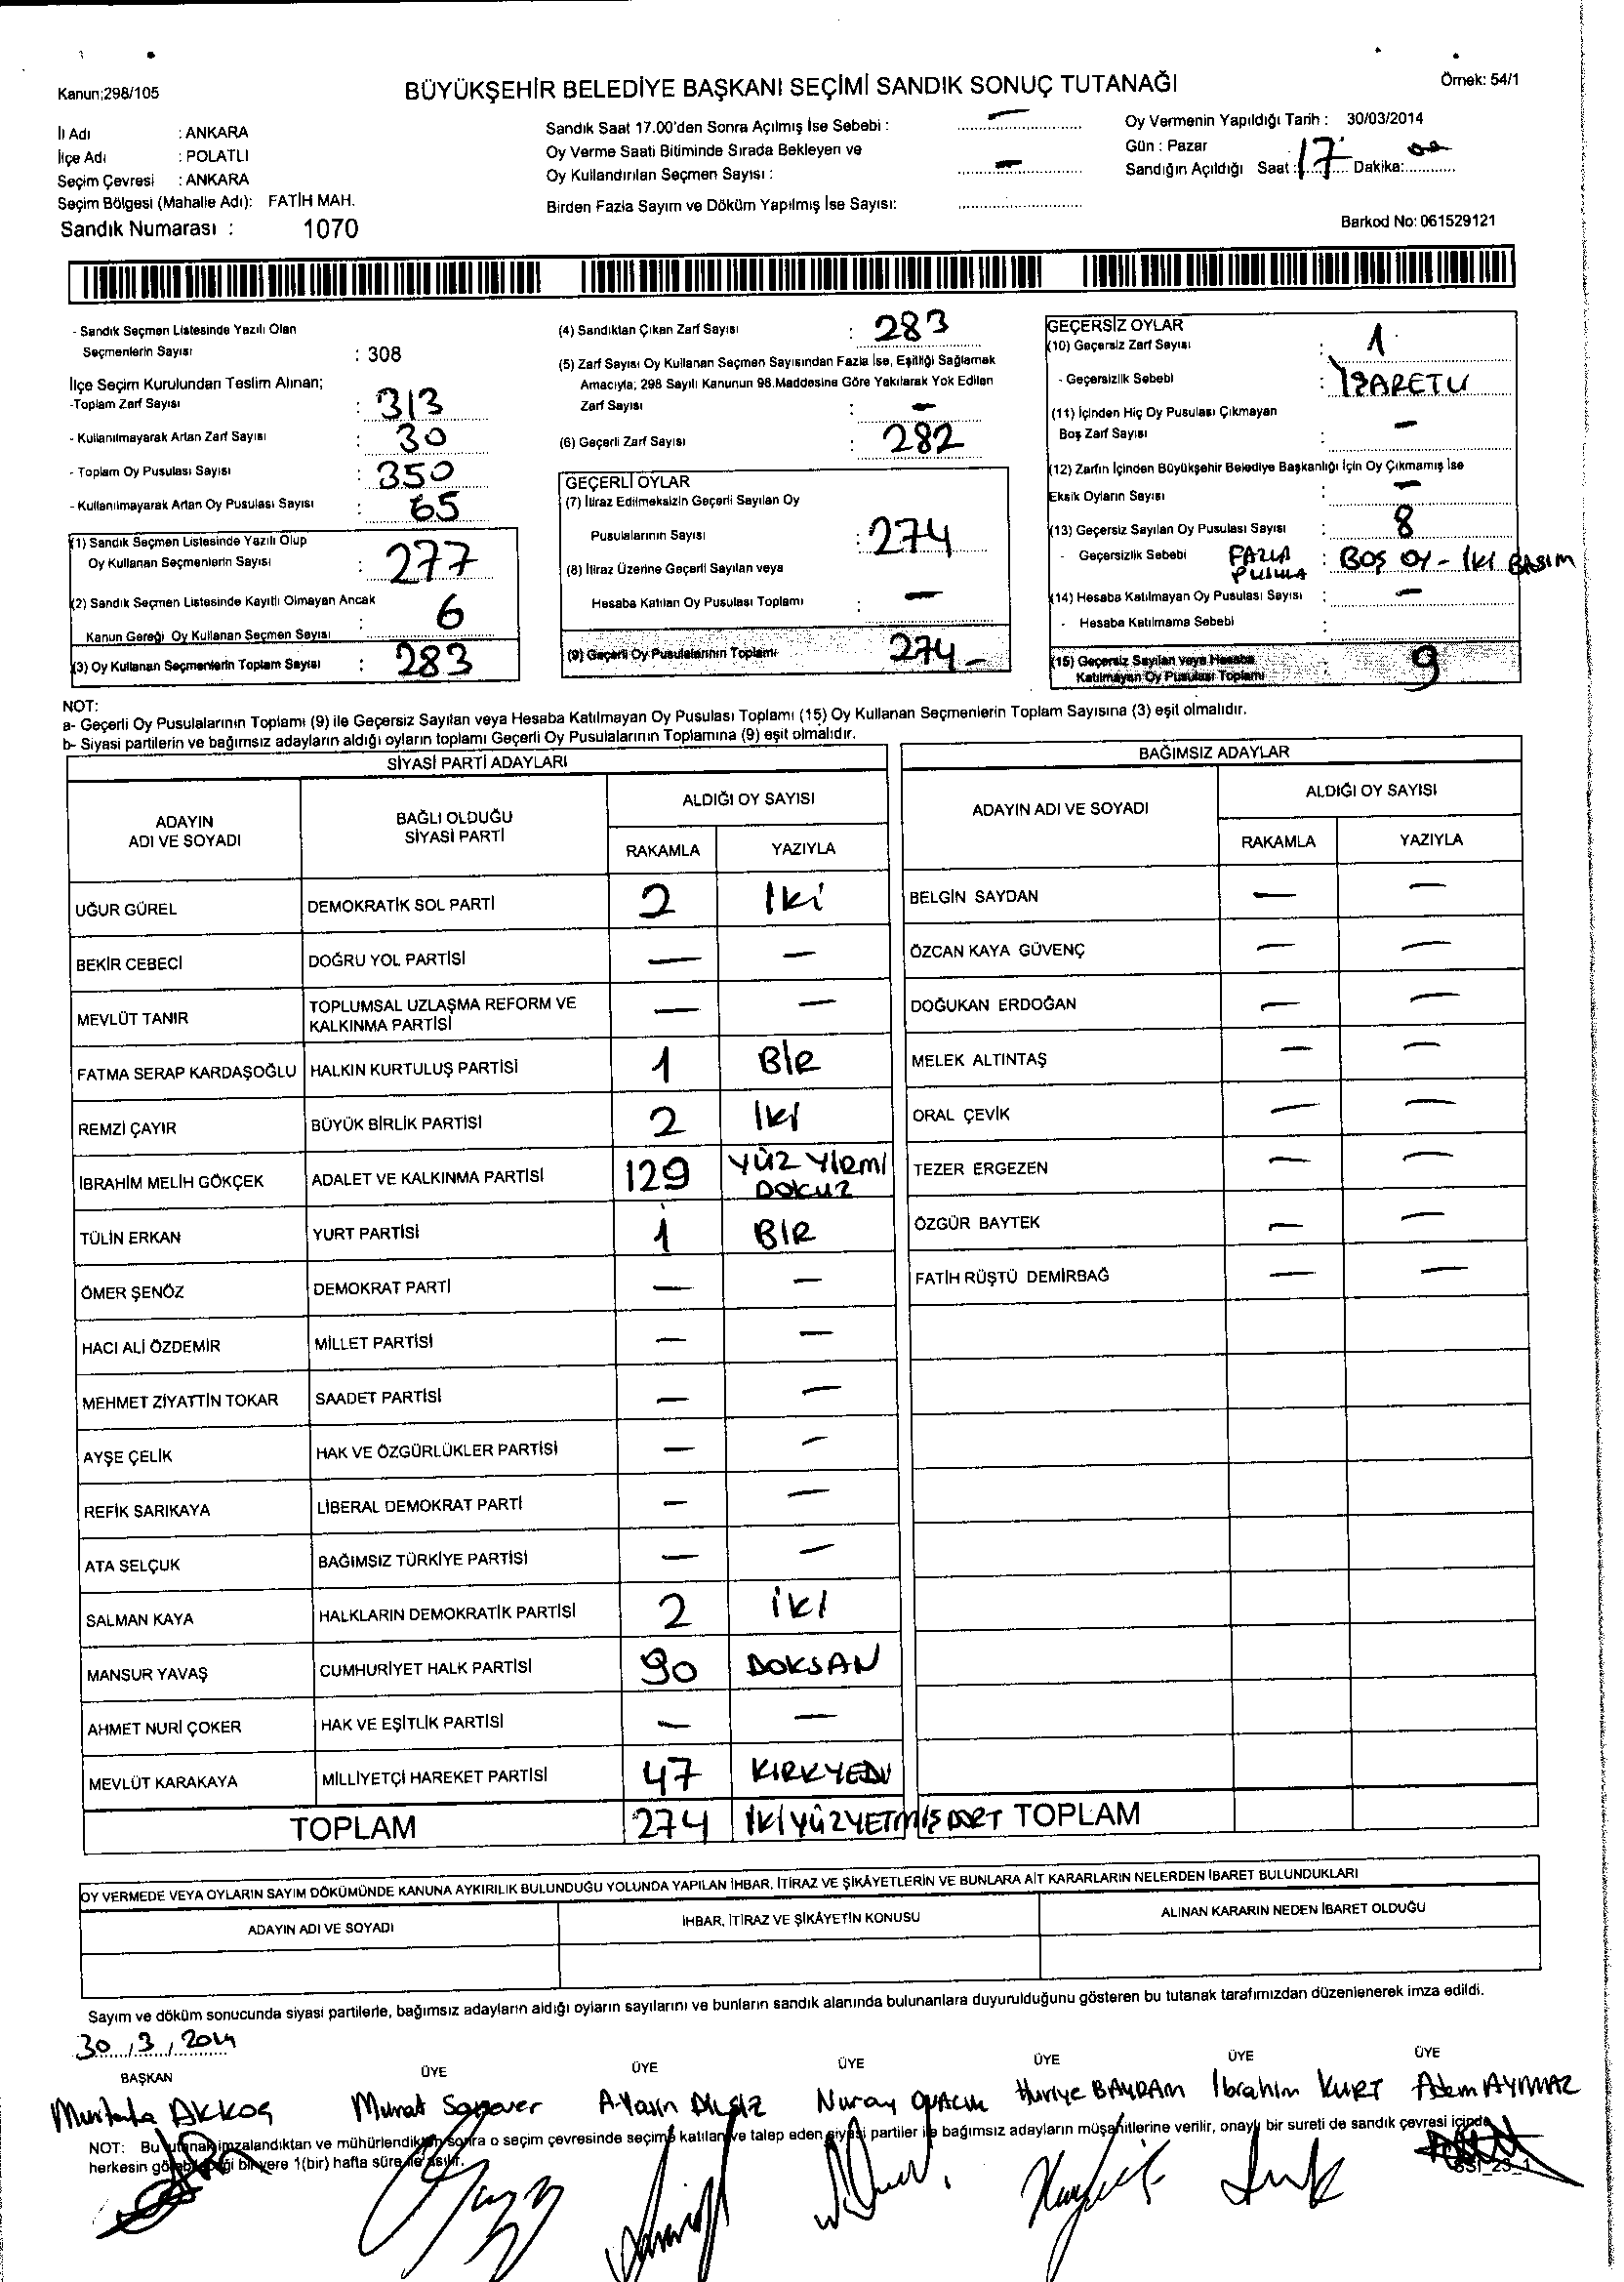 Kanun;298/105
BÜYÜKŞEHİR BELEDİYE BAŞKANI SEÇİMİ SANDIK SONUÇ TUTANAĞI
Örnek: 54/1
İl Adı : ANKARA
İlçe Adı : POLATLI
Seçim Çevresi : ANKARA
Seçim Bölgesi (Mahalle Adı): FATİH MAH.
Sandık Numarası : 1070
Sandık Saat 17.00'den Sonra Açılmış İse Sebebi : —
Oy Verme Saati Bitiminde Sırada Bekleyen ve
Oy Kullandırılan Seçmen Sayısı : —
Birden Fazla Sayım ve Döküm Yapılmış İse Sayısı:
Oy Vermenin Yapıldığı Tarih : 30/03/2014
Gün : Pazar
Sandığın Açıldığı Saat : 17 Dakika: 00
Barkod No: 061529121
- Sandık Seçmen Listesinde Yazılı Olan
Seçmenlerin Sayısı : 308
İlçe Seçim Kurulundan Teslim Alınan;
-Toplam Zarf Sayısı : 313
- Kullanılmayarak Artan Zarf Sayısı : 30
- Toplam Oy Pusulası Sayısı : 350
- Kullanılmayarak Artan Oy Pusulası Sayısı : 65
(1) Sandık Seçmen Listesinde Yazılı Olup
Oy Kullanan Seçmenlerin Sayısı : 277
(2) Sandık Seçmen Listesinde Kayıtlı Olmayan Ancak
Kanun Gereği Oy Kullanan Seçmen Sayısı : 6
(3) Oy Kullanan Seçmenlerin Toplam Sayısı : 283
(4) Sandıktan Çıkan Zarf Sayısı : 283
(5) Zarf Sayısı Oy Kullanan Seçmen Sayısından Fazla İse, Eşitliği Sağlamak
Amacıyla; 298 Sayılı Kanunun 98.Maddesine Göre Yakılarak Yok Edilen
Zarf Sayısı : —
(6) Geçerli Zarf Sayısı : 282
GEÇERLİ OYLAR
(7) İtiraz Edilmeksizin Geçerli Sayılan Oy
Pusulalarının Sayısı : 274
(8) İtiraz Üzerine Geçerli Sayılan veya
Hesaba Katılan Oy Pusulası Toplamı : —
(9) Geçerli Oy Pusulalarının Toplamı 274
GEÇERSİZ OYLAR
(10) Geçersiz Zarf Sayısı : 1
- Geçersizlik Sebebi : İŞARETLİ
(11) İçinden Hiç Oy Pusulası Çıkmayan
Boş Zarf Sayısı : —
(12) Zarfın İçinden Büyükşehir Belediye Başkanlığı İçin Oy Çıkmamış İse
Eksik Oyların Sayısı : —
(13) Geçersiz Sayılan Oy Pusulası Sayısı : 8
- Geçersizlik Sebebi FAZLA PUSULA : BOŞ OY - İKİ BASIM
(14) Hesaba Katılmayan Oy Pusulası Sayısı : —
- Hesaba Katılmama Sebebi :
(15) Geçersiz Sayılan veya Hesaba
Katılmayan Oy Pusulası Toplamı : 9
NOT:
a- Geçerli Oy Pusulalarının Toplamı (9) ile Geçersiz Sayılan veya Hesaba Katılmayan Oy Pusulası Toplamı (15) Oy Kullanan Seçmenlerin Toplam Sayısına (3) eşit olmalıdır.
b- Siyasi partilerin ve bağımsız adayların aldığı oyların toplamı Geçerli Oy Pusulalarının Toplamına (9) eşit olmalıdır.
SİYASİ PARTİ ADAYLARI
ADAYIN ADI VE SOYADI
BAĞLI OLDUĞU SİYASİ PARTİ
ALDIĞI OY SAYISI
RAKAMLA YAZIYLA
UĞUR GÜREL DEMOKRATİK SOL PARTİ 2 İki
BEKİR CEBECİ DOĞRU YOL PARTİSİ — —
MEVLÜT TANIR TOPLUMSAL UZLAŞMA REFORM VE KALKINMA PARTİSİ — —
FATMA SERAP KARDAŞOĞLU HALKIN KURTULUŞ PARTİSİ 1 BİR
REMZİ ÇAYIR BÜYÜK BİRLİK PARTİSİ 2 İki
İBRAHİM MELİH GÖKÇEK ADALET VE KALKINMA PARTİSİ 129 YÜZ YİRMİ DOKUZ
TÜLİN ERKAN YURT PARTİSİ 1 BİR
ÖMER ŞENÖZ DEMOKRAT PARTİ — —
HACI ALİ ÖZDEMİR MİLLET PARTİSİ — —
MEHMET ZİYATTİN TOKAR SAADET PARTİSİ — —
AYŞE ÇELİK HAK VE ÖZGÜRLÜKLER PARTİSİ — —
REFİK SARIKAYA LİBERAL DEMOKRAT PARTİ — —
ATA SELÇUK BAĞIMSIZ TÜRKİYE PARTİSİ — —
SALMAN KAYA HALKLARIN DEMOKRATİK PARTİSİ 2 İKİ
MANSUR YAVAŞ CUMHURİYET HALK PARTİSİ 90 DOKSAN
AHMET NURİ ÇOKER HAK VE EŞİTLİK PARTİSİ — —
MEVLÜT KARAKAYA MİLLİYETÇİ HAREKET PARTİSİ 47 KIRKYEDİ
TOPLAM 274 İKİYÜZYETMİŞDÖRT
BAĞIMSIZ ADAYLAR
ADAYIN ADI VE SOYADI
ALDIĞI OY SAYISI
RAKAMLA YAZIYLA
BELGİN SAYDAN — —
ÖZCAN KAYA GÜVENÇ — —
DOĞUKAN ERDOĞAN — —
MELEK ALTINTAŞ — —
ORAL ÇEVİK — —
TEZER ERGEZEN — —
ÖZGÜR BAYTEK — —
FATİH RÜŞTÜ DEMİRBAĞ — —
TOPLAM
OY VERMEDE VEYA OYLARIN SAYIM DÖKÜMÜNDE KANUNA AYKIRILIK BULUNDUĞU YOLUNDA YAPILAN İHBAR, İTİRAZ VE ŞİKÂYETLERİN VE BUNLARA AİT KARARLARIN NELERDEN İBARET BULUNDUKLARI
ADAYIN ADI VE SOYADI
İHBAR, İTİRAZ VE ŞİKÂYETİN KONUSU
ALINAN KARARIN NEDEN İBARET OLDUĞU
Sayım ve döküm sonucunda siyasi partilerle, bağımsız adayların aldığı oyların sayılarını ve bunların sandık alanında bulunanlara duyurulduğunu gösteren bu tutanak tarafımızdan düzenlenerek imza edildi.
30 / 3 / 2014
BAŞKAN ÜYE ÜYE ÜYE ÜYE ÜYE ÜYE
Mustafa AKKOÇ Murat A.Yasin DİLSİZ Nuray Huriye BAYRAM İbrahim KURT Adem AYMAZ
NOT: Bu tutanak imzalandıktan ve mühürlendikten sonra o seçim çevresinde seçime katılan ve talep eden siyasi partiler ile bağımsız adayların müşahitlerine verilir, onaylı bir sureti de sandık çevresi içinde
herkesin görebileceği bir yere 1(bir) hafta süre ile asılır.